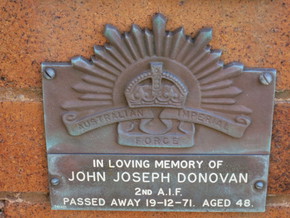 AUSTRALIAN IMPERIAL
FORCE
IN LOVING MEMORY OF
JOHN JOSEPH DONOVAN
2ND A.I.F.
PASSED AWAY 19-12-71. AGED 48.